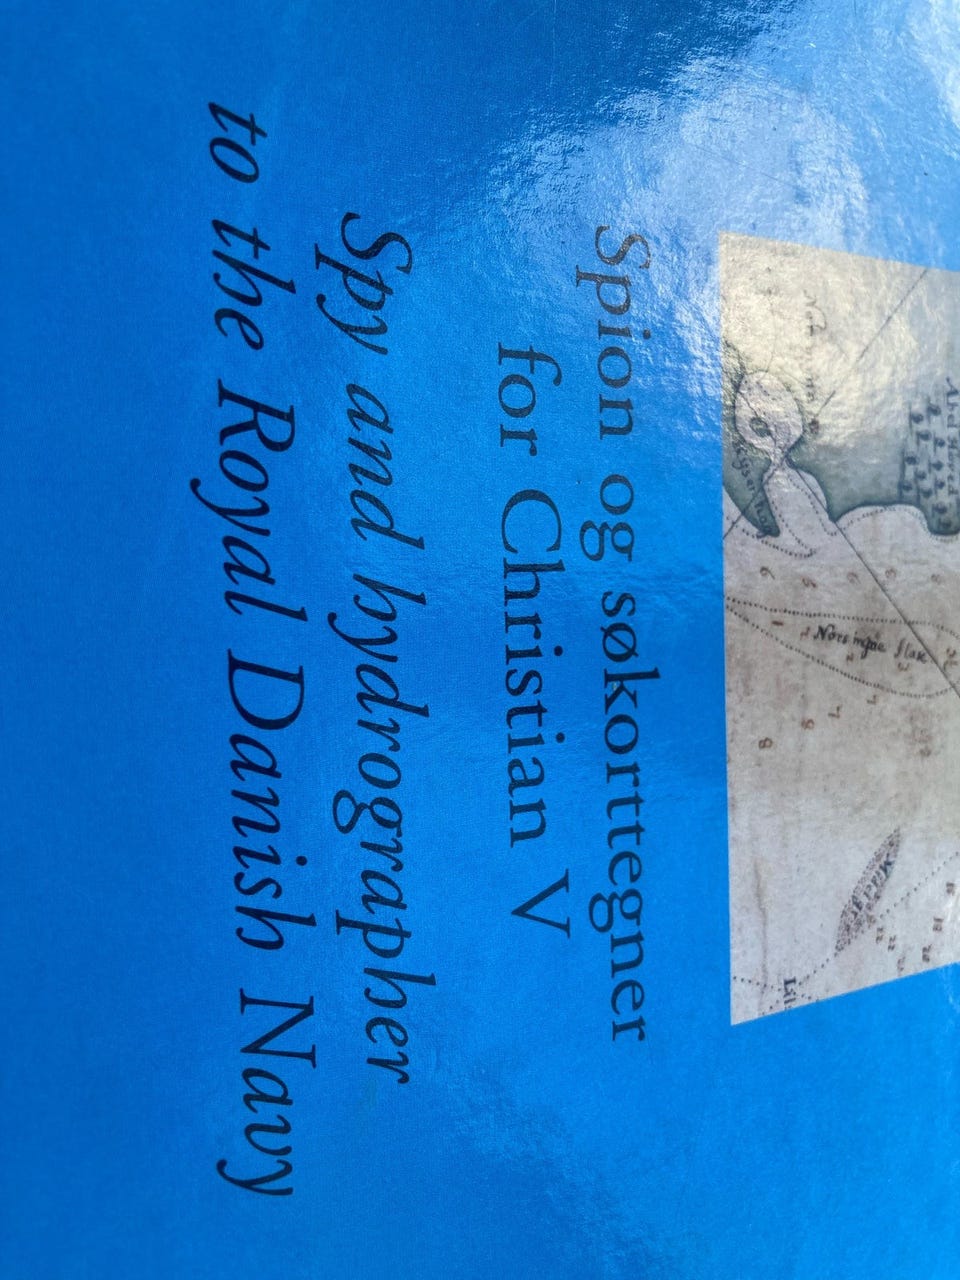 Spion og søkorttegner
for Christian V
Spy and hydrographer
to the Royal Danish Navy